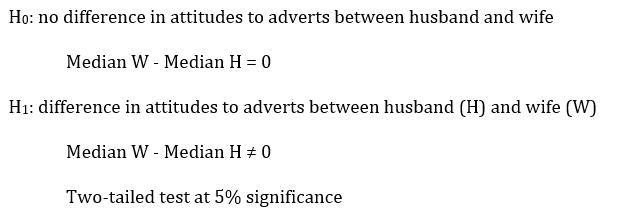 H₀: no difference in attitudes to adverts between husband and wife
Median W - Median H = 0
H₁: difference in attitudes to adverts between husband (H) and wife (W)
Median W - Median H ≠ 0
Two-tailed test at 5% significance